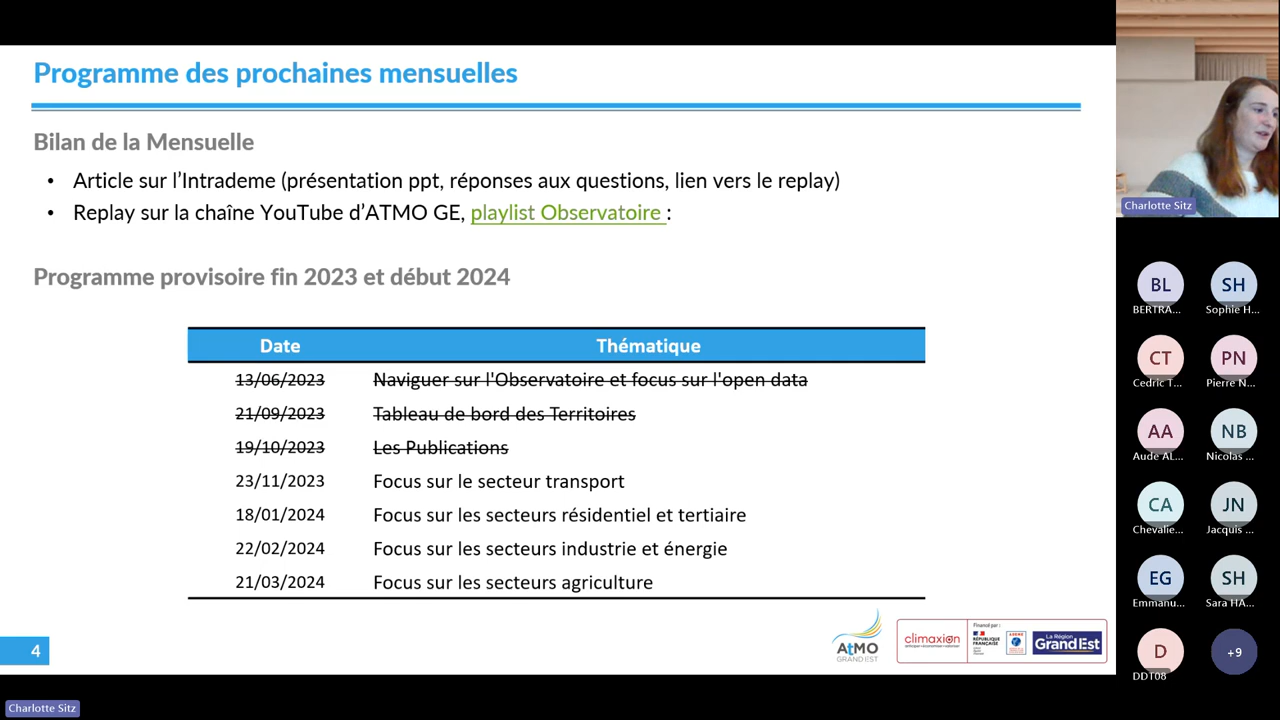 Programme des prochaines mensuelles
Bilan de la Mensuelle
• Article sur l'Intrademe (présentation ppt, réponses aux questions, lien vers le replay)
• Replay sur la chaîne YouTube d'ATMO GE, playlist Observatoire :
Programme provisoire fin 2023 et début 2024
Date Thématique
13/06/2023 Naviguer sur l'Observatoire et focus sur l'open data
21/09/2023 Tableau de bord des Territoires
19/10/2023 Les Publications
23/11/2023 Focus sur le secteur transport
18/01/2024 Focus sur les secteurs résidentiel et tertiaire
22/02/2024 Focus sur les secteurs industrie et énergie
21/03/2024 Focus sur les secteurs agriculture
4
AtMO
GRAND EST
climaxion
Financé par :
RÉPUBLIQUE
FRANÇAISE
La Région
GrandEst
Charlotte Sitz
BL
BERTRA...
SH
Sophie H...
CT
Cedric T...
PN
Pierre N...
AA
Aude AL...
NB
Nicolas ...
CA
Chevalie...
JN
Jacquis ...
EG
Emmanu...
SH
Sara HA...
D
DDT08
+9
Charlotte Sitz